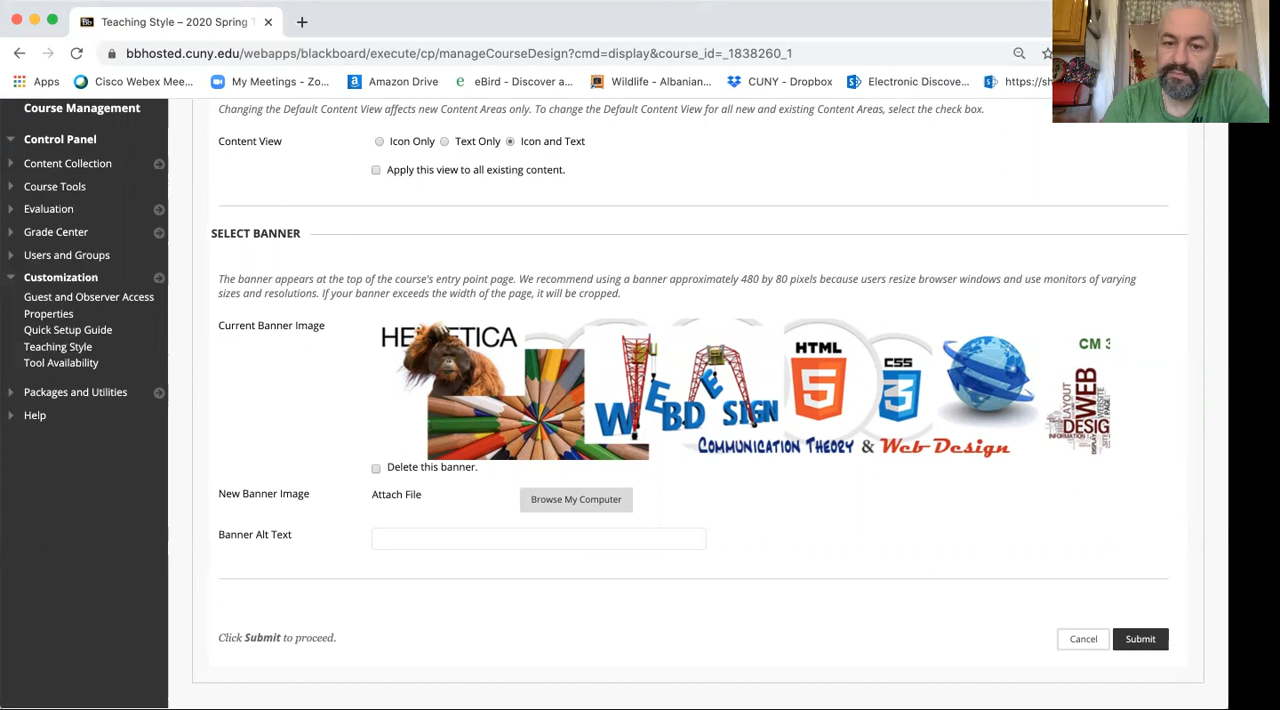 Teaching Style – 2020 Spring
bbhosted.cuny.edu/webapps/blackboard/execute/cp/manageCourseDesign?cmd=display&course_id=_1838260_1
Apps
Cisco Webex Mee...
My Meetings - Zo...
Amazon Drive
eBird - Discover a...
Wildlife - Albanian...
CUNY - Dropbox
Electronic Discove...
https://sh
Course Management
Control Panel
Content Collection
Course Tools
Evaluation
Grade Center
Users and Groups
Customization
Guest and Observer Access
Properties
Quick Setup Guide
Teaching Style
Tool Availability
Packages and Utilities
Help
Changing the Default Content View affects new Content Areas only. To change the Default Content View for all new and existing Content Areas, select the check box.
Content View
Icon Only
Text Only
Icon and Text
Apply this view to all existing content.
SELECT BANNER
The banner appears at the top of the course's entry point page. We recommend using a banner approximately 480 by 80 pixels because users resize browser windows and use monitors of varying
sizes and resolutions. If your banner exceeds the width of the page, it will be cropped.
Current Banner Image
HELVETICA
WEB DESIGN
HTML
5
CSS
3
CM 3
LAYOUT
WEB
DESIG
INFORMATION
WEBSITE
PAGE
Communication Theory & Web Design
Delete this banner.
New Banner Image
Attach File
Browse My Computer
Banner Alt Text
Click Submit to proceed.
Cancel
Submit